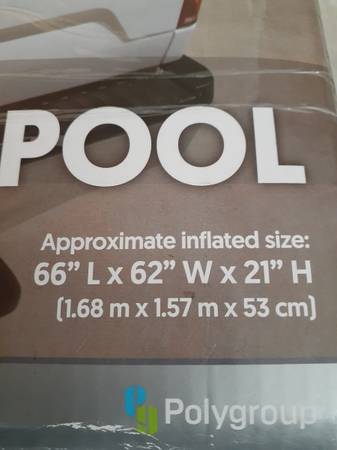 POOL
Approximate inflated size:
66” L x 62” W x 21” H
(1.68 m x 1.57 m x 53 cm)
Polygroup